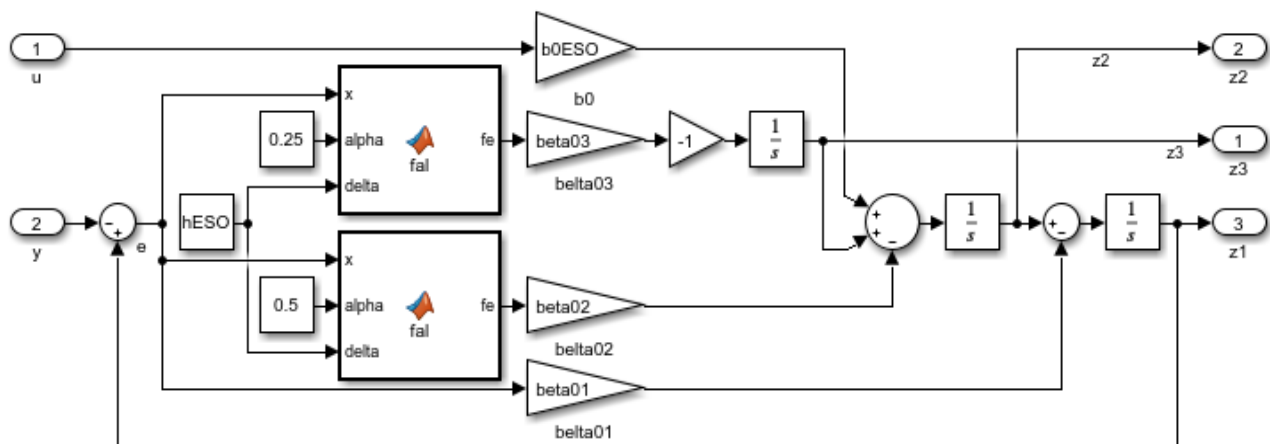 1
u
b0ESO
b0
z2
2
z2
x
0.25
alpha
delta
fe
fal
beta03
belta03
-1
1
s
z3
1
z3
2
y
-
+
e
hESO
+
+
-
1
s
+
-
1
s
3
z1
x
0.5
alpha
delta
fe
fal
beta02
belta02
beta01
belta01